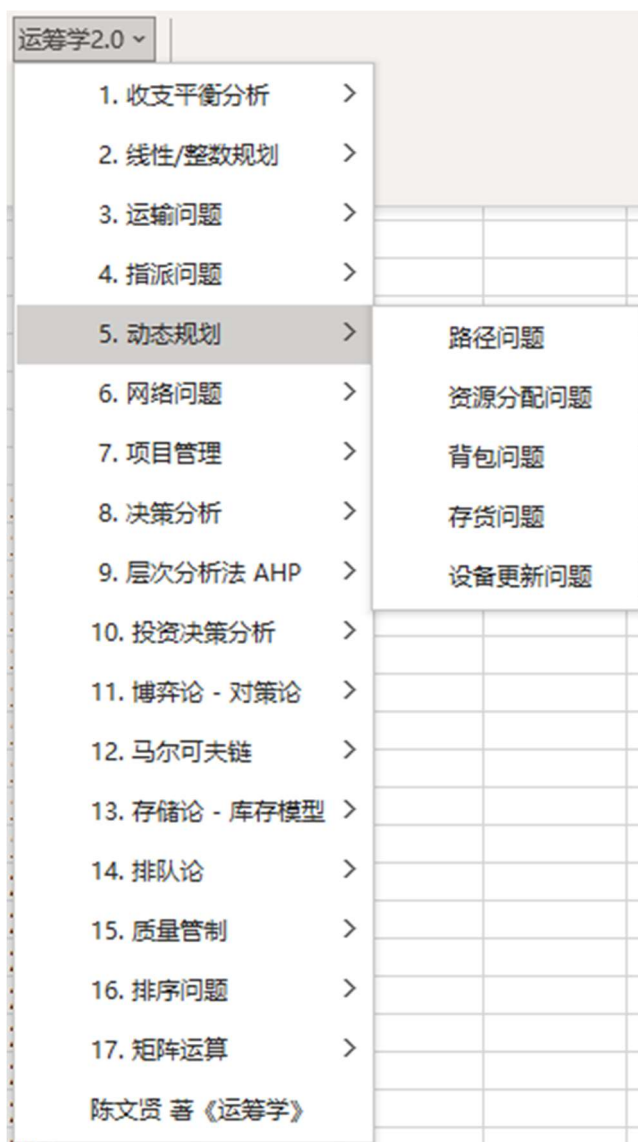 运筹学2.0
1. 收支平衡分析
2. 线性/整数规划
3. 运输问题
4. 指派问题
5. 动态规划
6. 网络问题
7. 项目管理
8. 决策分析
9. 层次分析法 AHP
10. 投资决策分析
11. 博弈论 - 对策论
12. 马尔可夫链
13. 存储论 - 库存模型
14. 排队论
15. 质量管制
16. 排序问题
17. 矩阵运算
陈文贤 著《运筹学》
路径问题
资源分配问题
背包问题
存货问题
设备更新问题